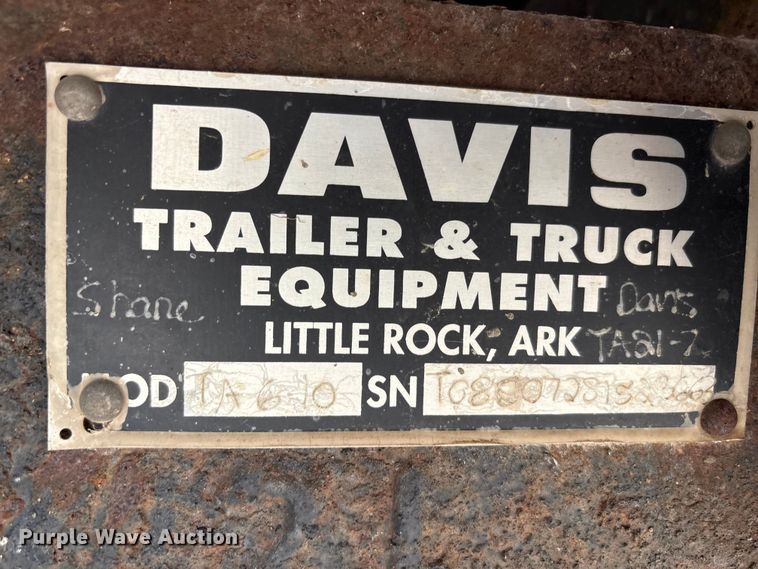 DAVIS
TRAILER & TRUCK
EQUIPMENT
Shane Davis
LITTLE ROCK, ARK TA21-7
MOD TA 6-10 SN
Purple Wave Auction